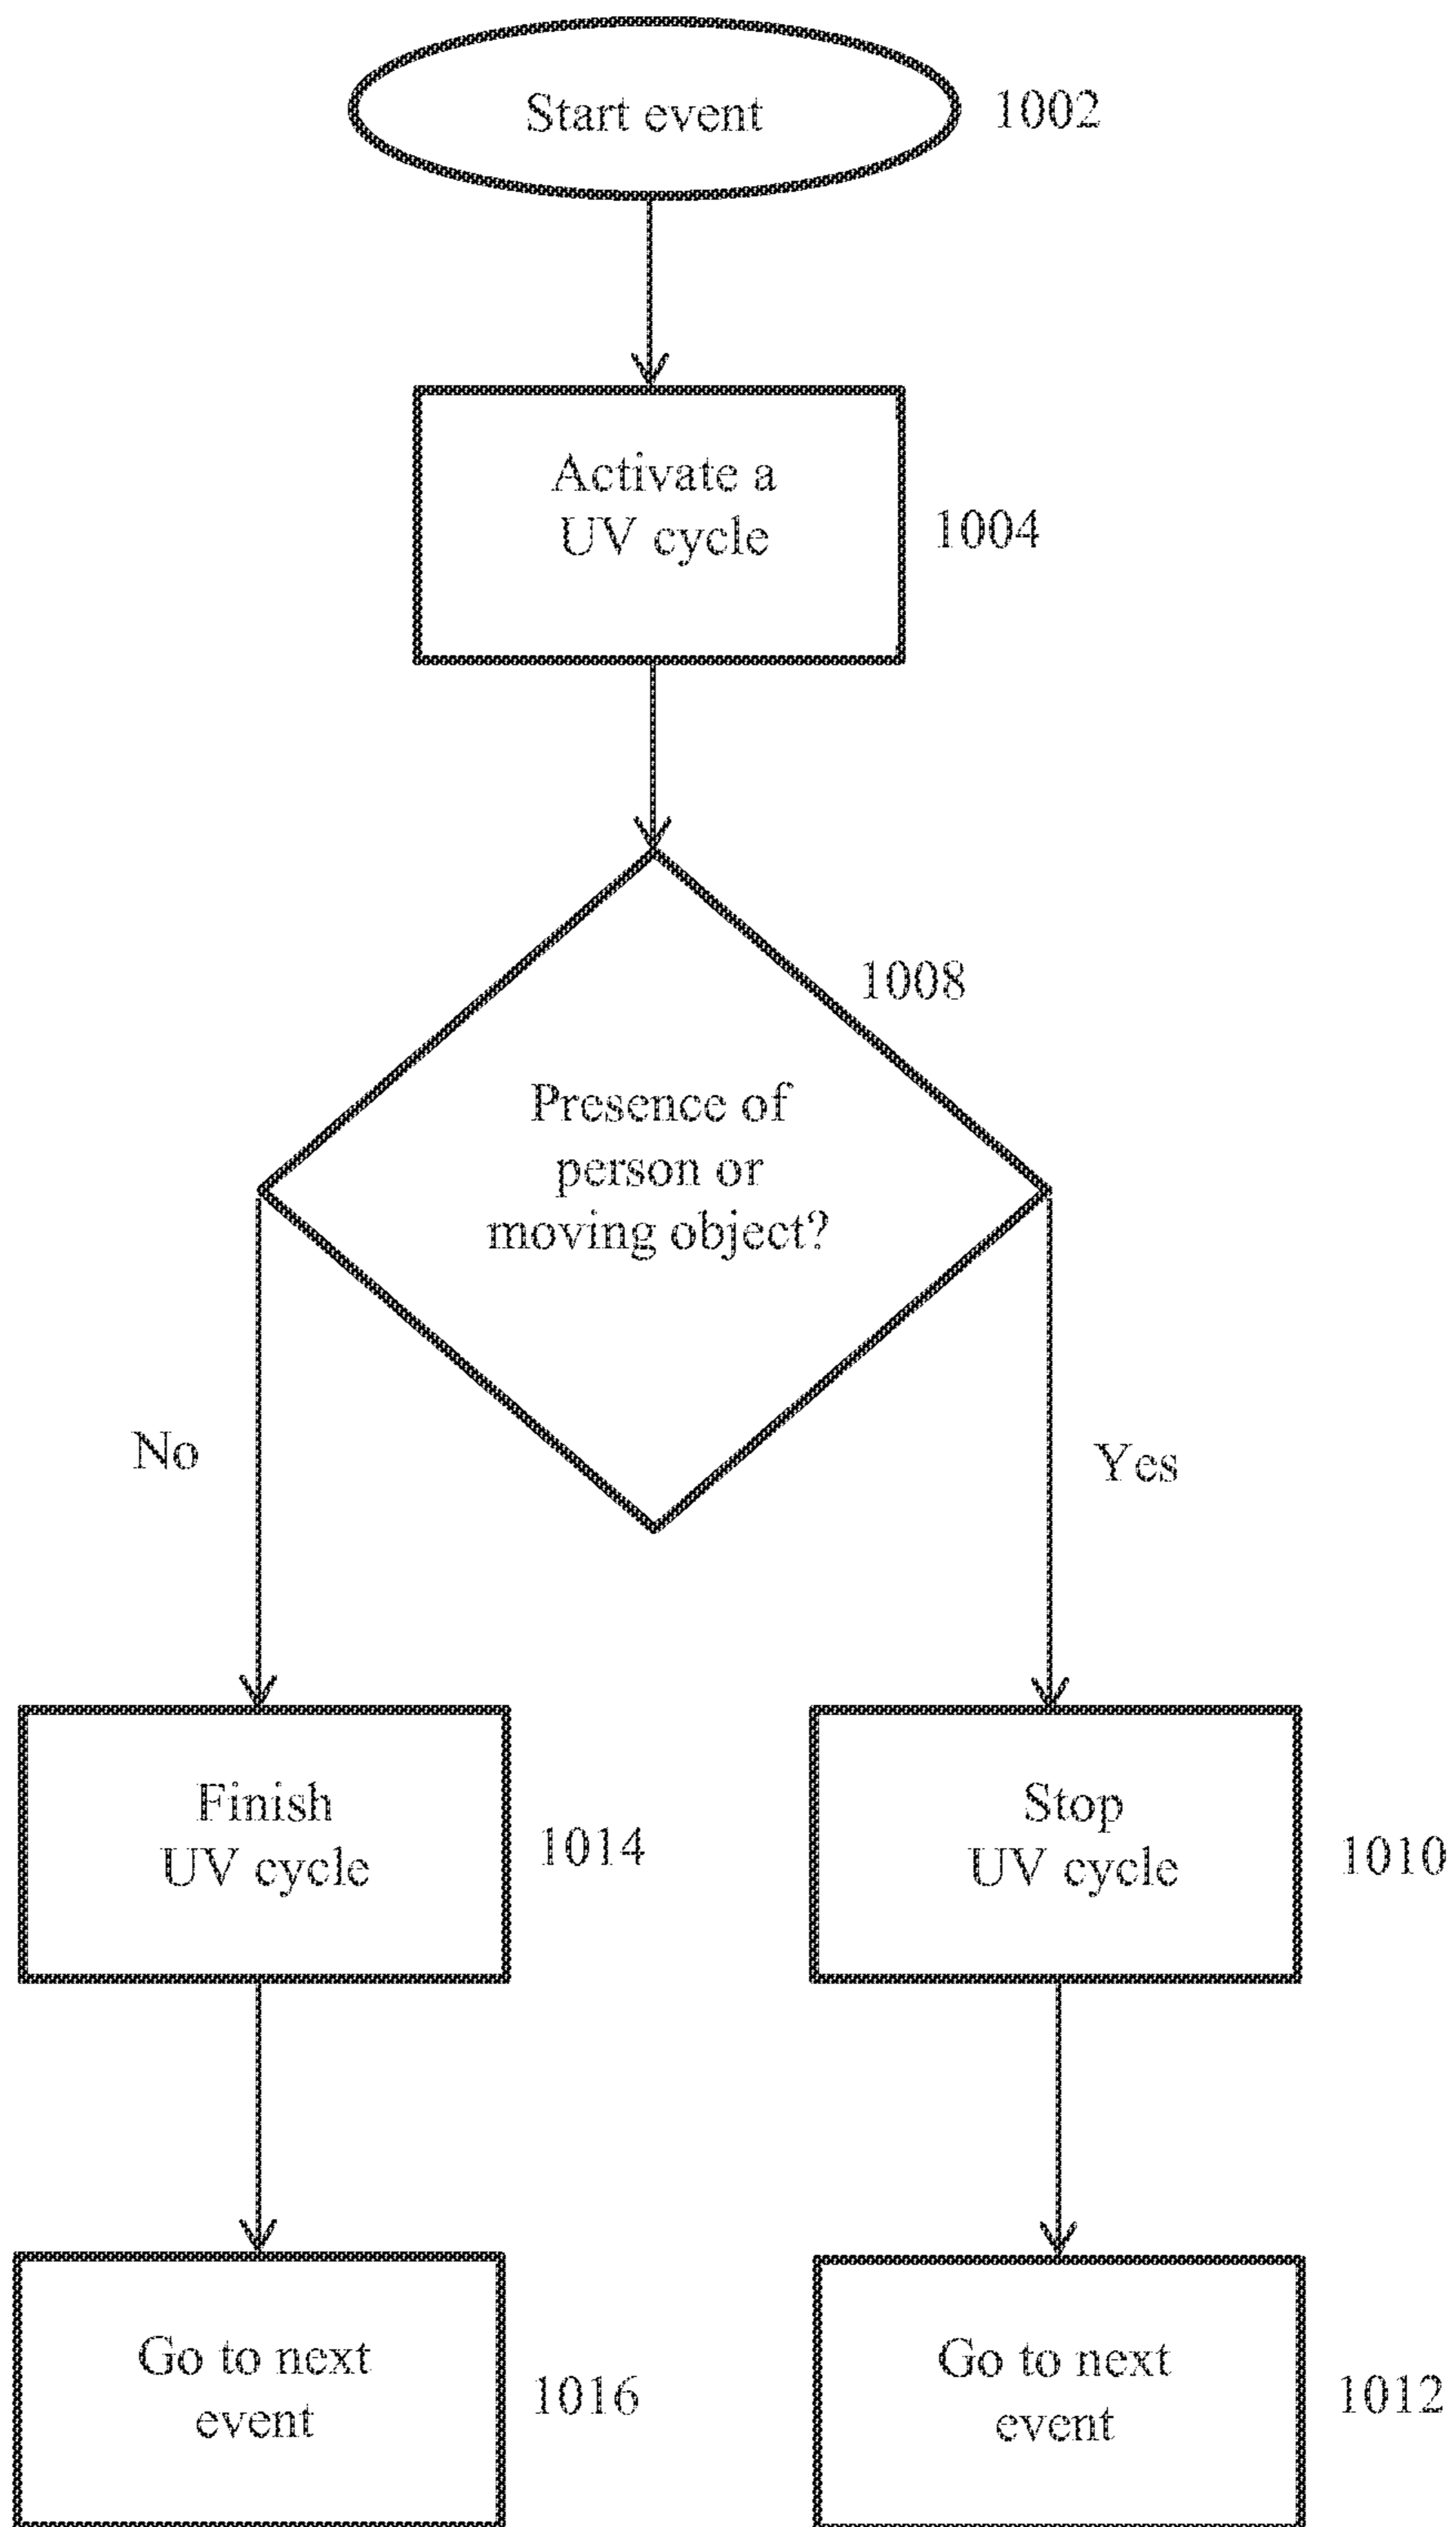 Start event
1002
Activate a
UV cycle
1004
1008
Presence of
person or
moving object?
No
Yes
Finish
UV cycle
1014
Stop
UV cycle
1010
Go to next
event
1016
Go to next
event
1012